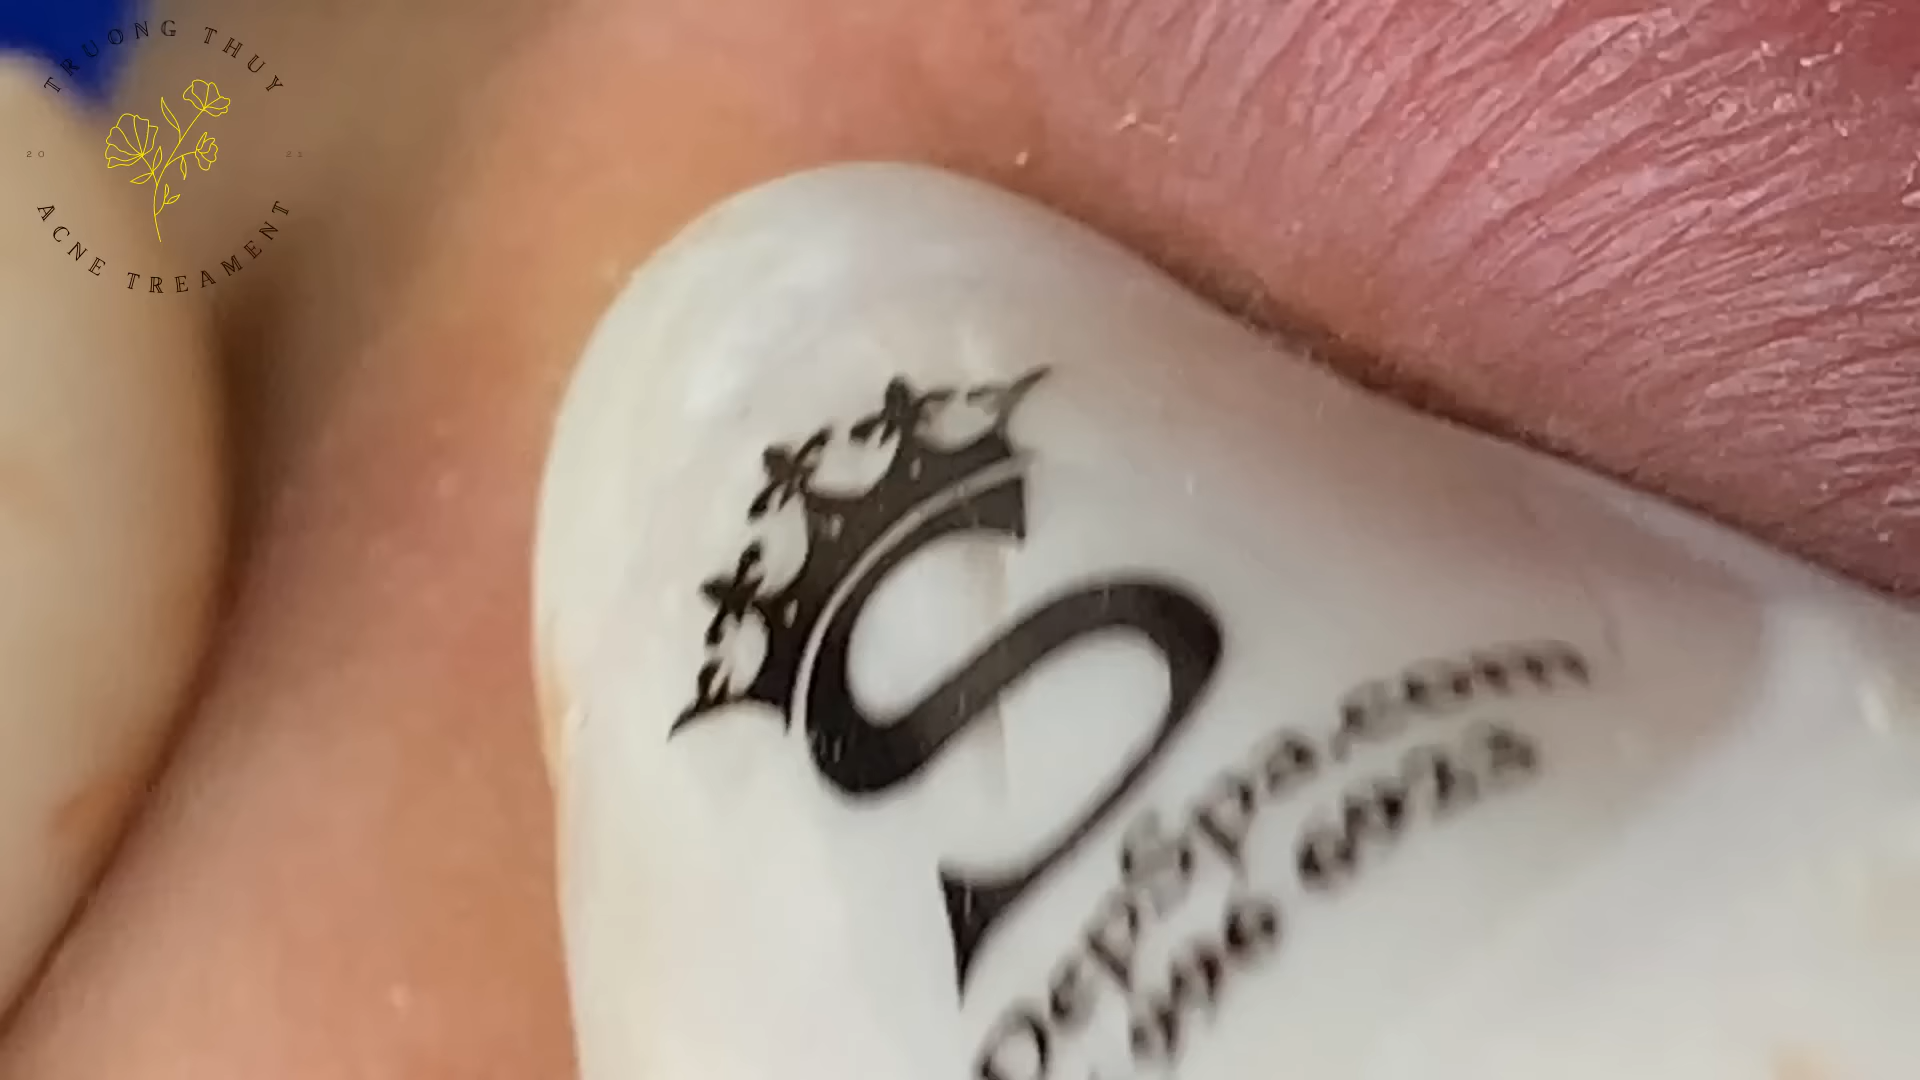 TRUONG THUY
20 21
ACNE TREAMENT
S
DepSpa.com